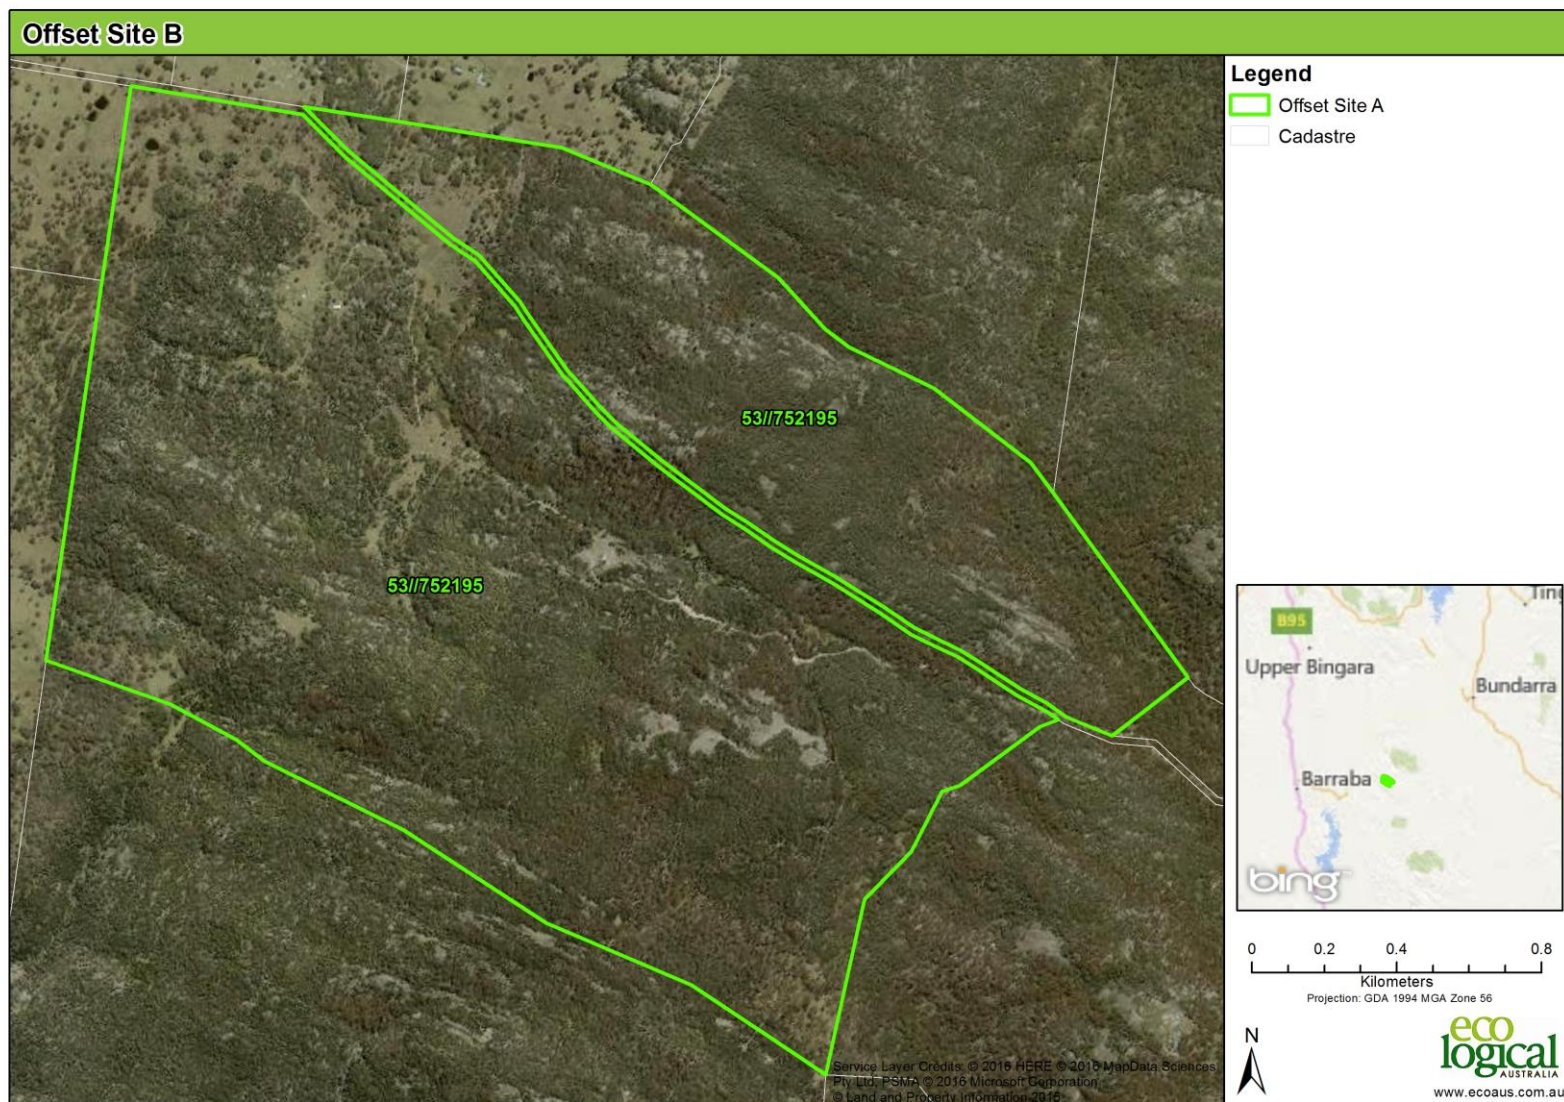 Offset Site B
Legend
Offset Site A
Cadastre
53//752195
53//752195
B95
Upper Bingara
Bundarra
Barraba
bing
0 0.2 0.4 0.8
Kilometers
Projection: GDA 1994 MGA Zone 56
N
eco
logical
AUSTRALIA
www.ecoaus.com.au
Service Layer Credits: © 2016 HERE © 2016 MapData Sciences
Pty Ltd, PSMA © 2016 Microsoft Corporation
© Land and Property Information 2015